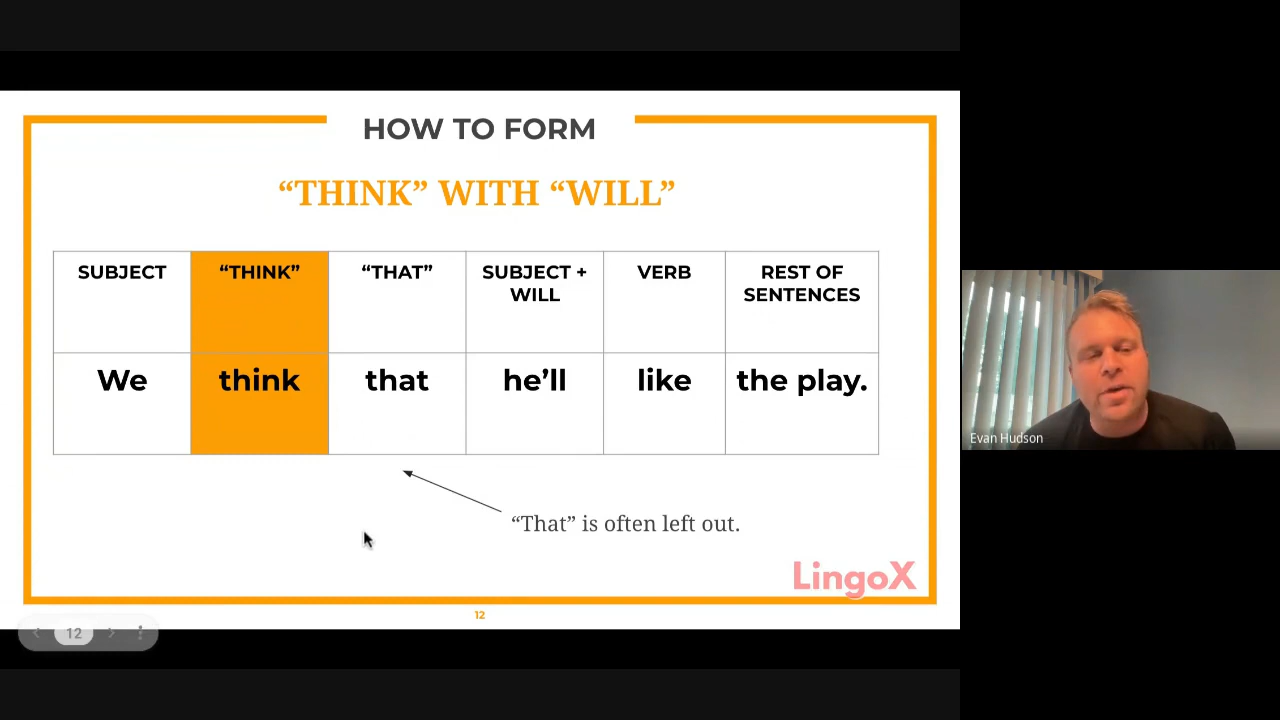 HOW TO FORM
“THINK” WITH “WILL”
SUBJECT
“THINK”
“THAT”
SUBJECT +
WILL
VERB
REST OF
SENTENCES
We
think
that
he’ll
like
the play.
“That” is often left out.
LingoX
12
12
Evan Hudson